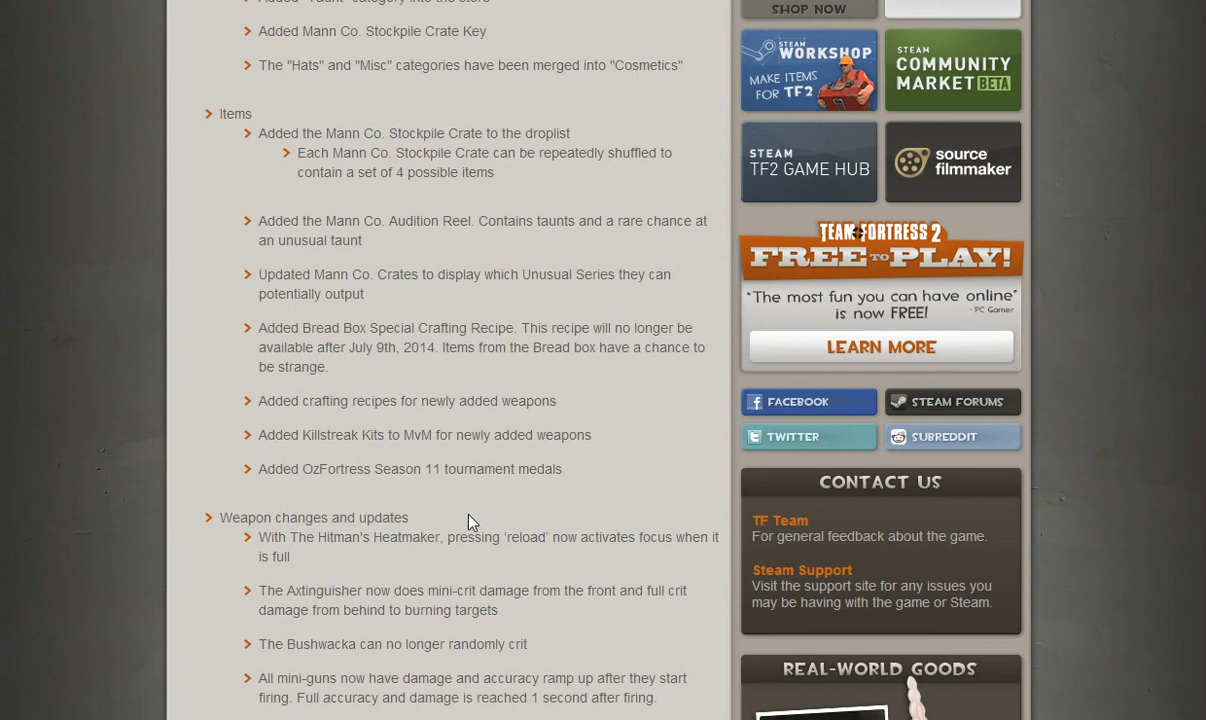 Added "Taunt" category into the store
Added Mann Co. Stockpile Crate Key
The "Hats" and "Misc" categories have been merged into "Cosmetics"
Items
Added the Mann Co. Stockpile Crate to the droplist
Each Mann Co. Stockpile Crate can be repeatedly shuffled to
contain a set of 4 possible items
Added the Mann Co. Audition Reel. Contains taunts and a rare chance at
an unusual taunt
Updated Mann Co. Crates to display which Unusual Series they can
potentially output
Added Bread Box Special Crafting Recipe. This recipe will no longer be
available after July 9th, 2014. Items from the Bread box have a chance to
be strange.
Added crafting recipes for newly added weapons
Added Killstreak Kits to MvM for newly added weapons
Added OzFortress Season 11 tournament medals
Weapon changes and updates
With The Hitman's Heatmaker, pressing ‘reload’ now activates focus when it
is full
The Axtinguisher now does mini-crit damage from the front and full crit
damage from behind to burning targets
The Bushwacka can no longer randomly crit
All mini-guns now have damage and accuracy ramp up after they start
firing. Full accuracy and damage is reached 1 second after firing.
SHOP NOW
STEAM
WORKSHOP
MAKE ITEMS
FOR TF2
STEAM
COMMUNITY
MARKET BETA
STEAM
TF2 GAME HUB
source
filmmaker
TEAM FORTRESS 2
FREE TO PLAY!
"The most fun you can have online"
- PC Gamer
is now FREE!
LEARN MORE
FACEBOOK
STEAM FORUMS
TWITTER
SUBREDDIT
CONTACT US
TF Team
For general feedback about the game.
Steam Support
Visit the support site for any issues you
may be having with the game or Steam.
REAL-WORLD GOODS